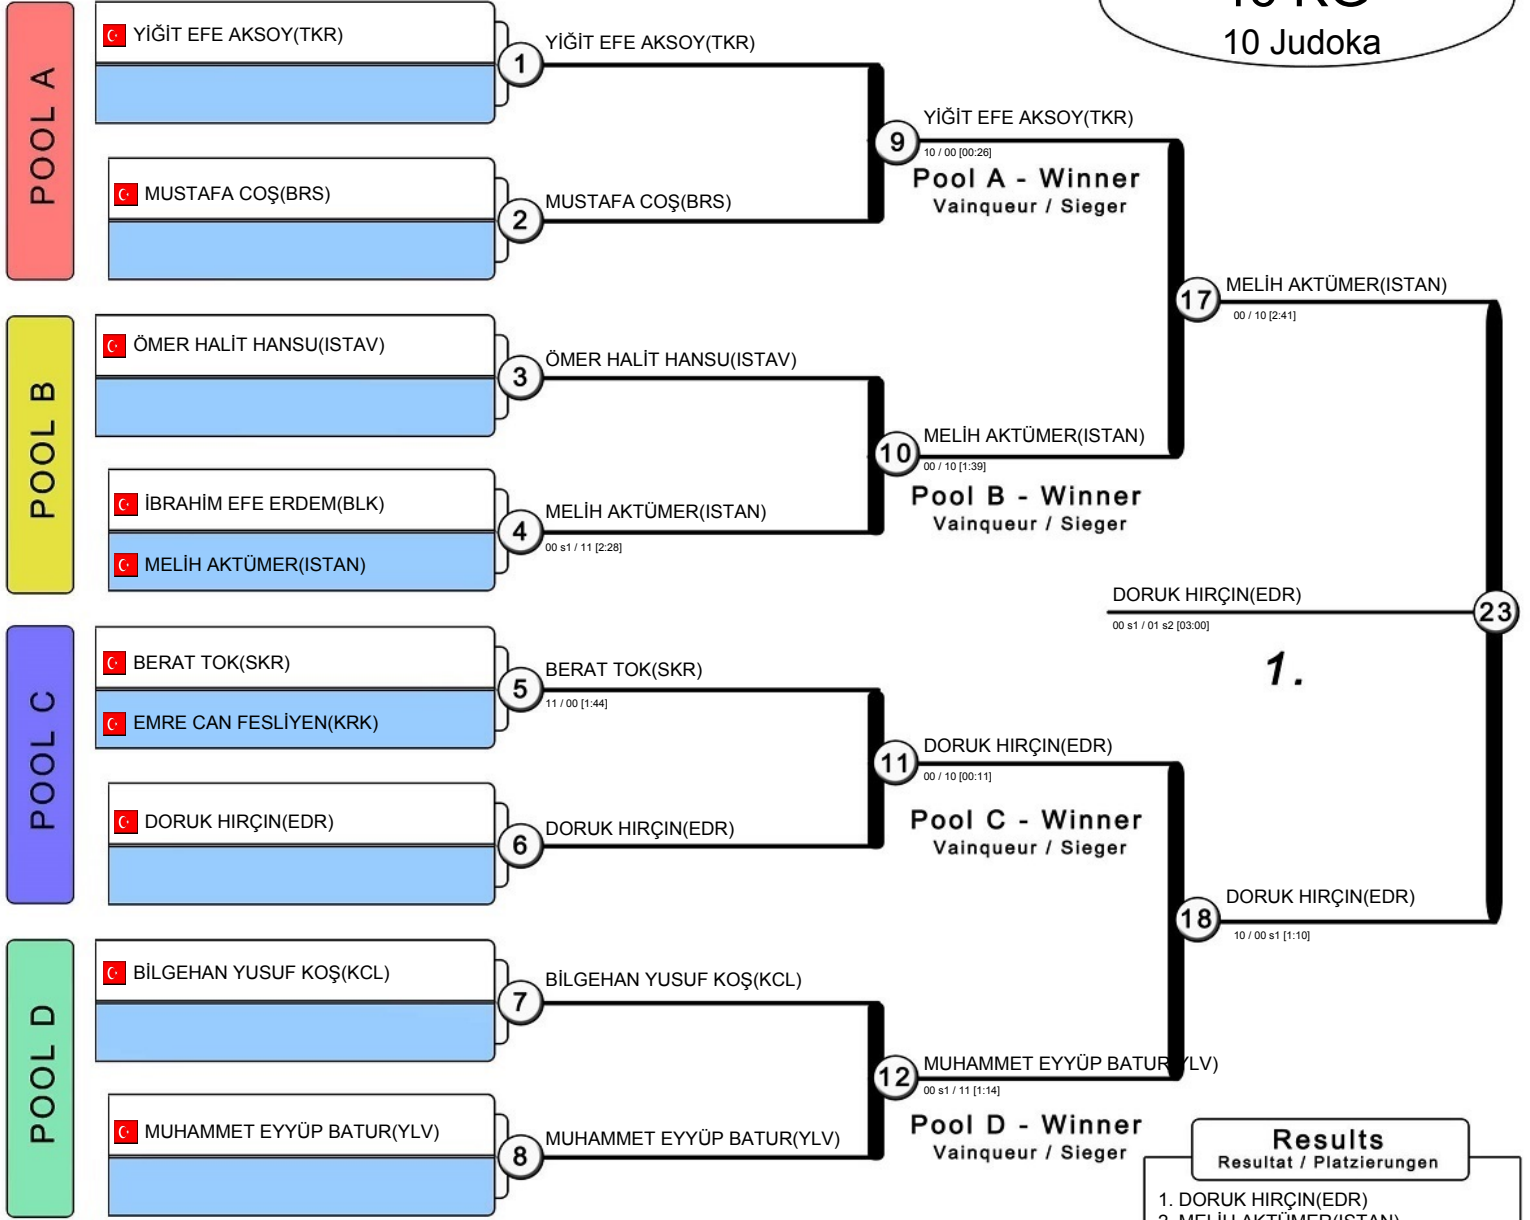 10 Judoka
POOL A
YİĞİT EFE AKSOY(TKR)
1
YİĞİT EFE AKSOY(TKR)
MUSTAFA COŞ(BRS)
2
MUSTAFA COŞ(BRS)
9
YİĞİT EFE AKSOY(TKR)
10 / 00 [00:26]
Pool A - Winner
Vainqueur / Sieger
POOL B
ÖMER HALİT HANSU(ISTAV)
3
ÖMER HALİT HANSU(ISTAV)
İBRAHİM EFE ERDEM(BLK)
MELİH AKTÜMER(ISTAN)
4
MELİH AKTÜMER(ISTAN)
00 s1 / 11 [2:28]
10
MELİH AKTÜMER(ISTAN)
00 / 10 [1:39]
Pool B - Winner
Vainqueur / Sieger
17
MELİH AKTÜMER(ISTAN)
00 / 10 [2:41]
POOL C
BERAT TOK(SKR)
EMRE CAN FESLİYEN(KRK)
5
BERAT TOK(SKR)
11 / 00 [1:44]
DORUK HIRÇIN(EDR)
6
DORUK HIRÇIN(EDR)
11
DORUK HIRÇIN(EDR)
00 / 10 [00:11]
Pool C - Winner
Vainqueur / Sieger
POOL D
BİLGEHAN YUSUF KOŞ(KCL)
7
BİLGEHAN YUSUF KOŞ(KCL)
MUHAMMET EYYÜP BATUR(YLV)
8
MUHAMMET EYYÜP BATUR(YLV)
12
MUHAMMET EYYÜP BATUR(YLV)
00 s1 / 11 [1:14]
Pool D - Winner
Vainqueur / Sieger
18
DORUK HIRÇIN(EDR)
10 / 00 s1 [1:10]
DORUK HIRÇIN(EDR)
23
00 s1 / 01 s2 [03:00]
1.
Results
Resultat / Platzierungen
1. DORUK HIRÇIN(EDR)
2. MELİH AKTÜMER(ISTAN)